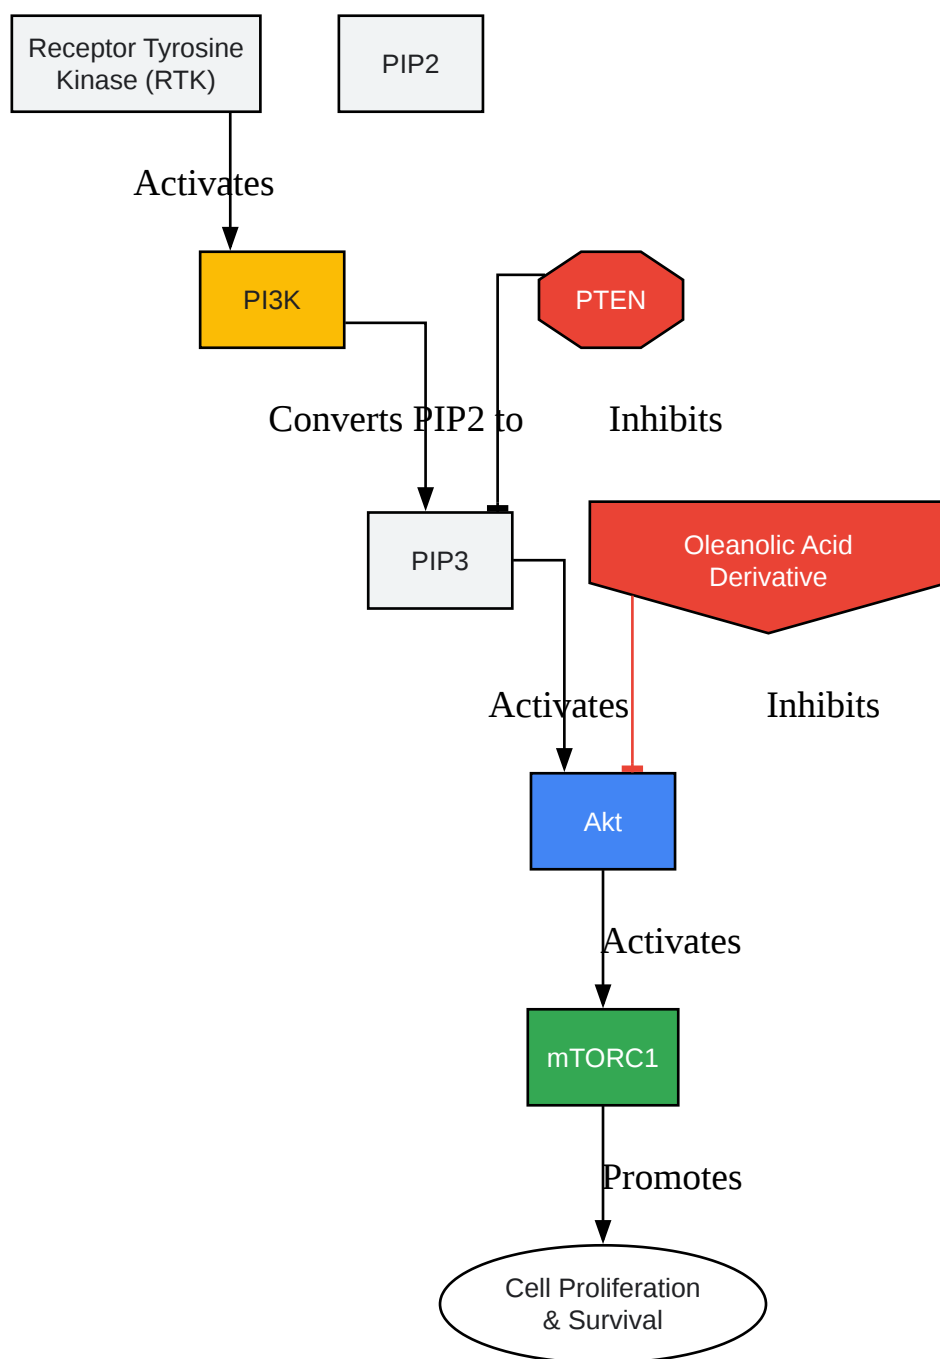 Receptor Tyrosine
Kinase (RTK)
PIP2
Activates
PI3K
PTEN
Converts PIP2 to
Inhibits
PIP3
Oleanolic Acid
Derivative
Activates
Inhibits
Akt
Activates
mTORC1
Promotes
Cell Proliferation
& Survival